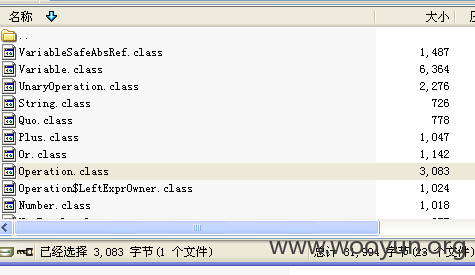 名称 大小
..
VariableSafeAbsRef.class 1,487
Variable.class 6,364
UnaryOperation.class 2,276
String.class 726
Quo.class 778
Plus.class 1,047
Or.class 1,142
Operation.class 3,083
Operation$LeftExprOwner.class 1,024
Number.class 1,018
已经选择 3,083 字节(1 个文件) 总计 字节(23 个文件)
www.wooyun.org